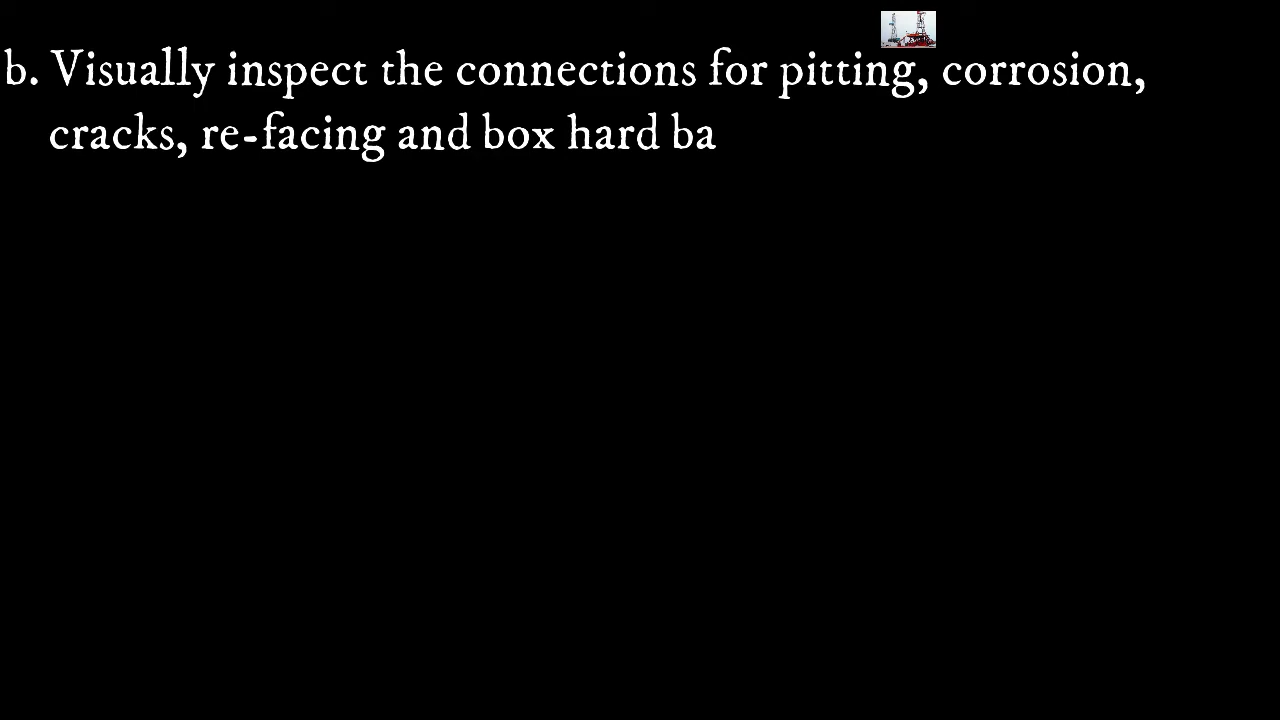 b. Visually inspect the connections for pitting, corrosion,
cracks, re-facing and box hard ba